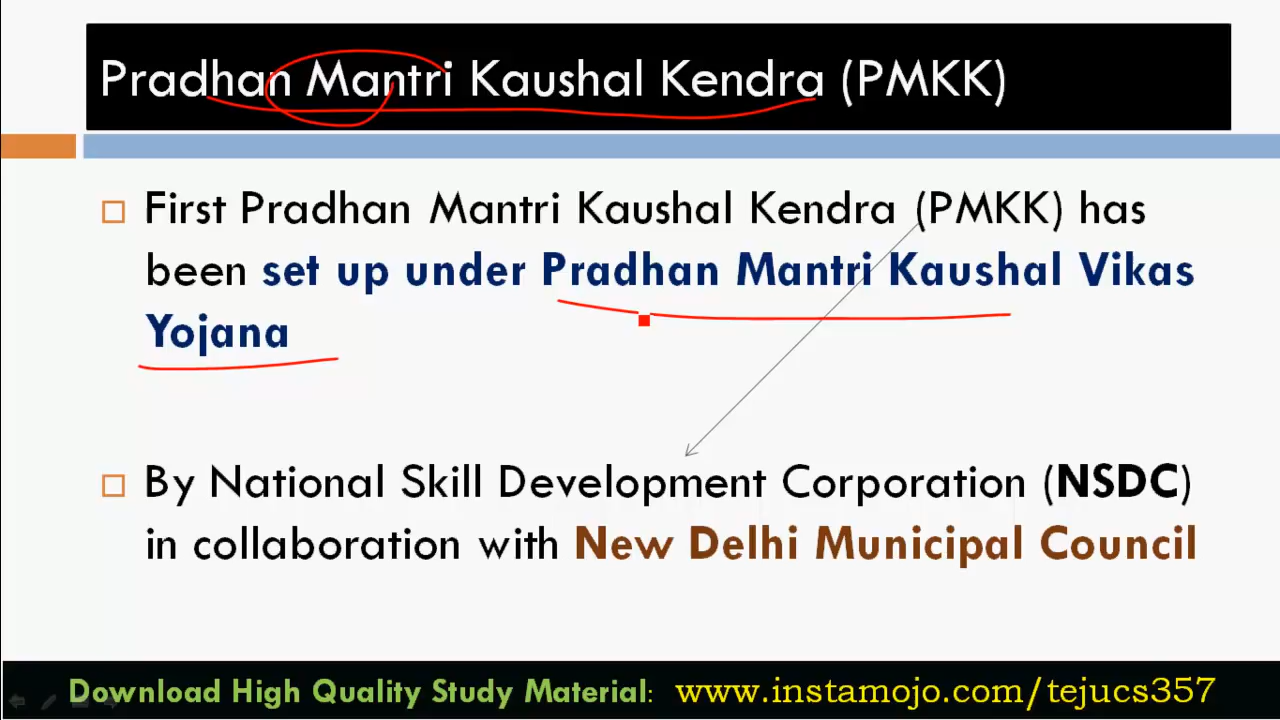 Pradhan Mantri Kaushal Kendra (PMKK)
First Pradhan Mantri Kaushal Kendra (PMKK) has
been set up under Pradhan Mantri Kaushal Vikas
Yojana
By National Skill Development Corporation (NSDC)
in collaboration with New Delhi Municipal Council
Download High Quality Study Material: www.instamojo.com/tejucs357